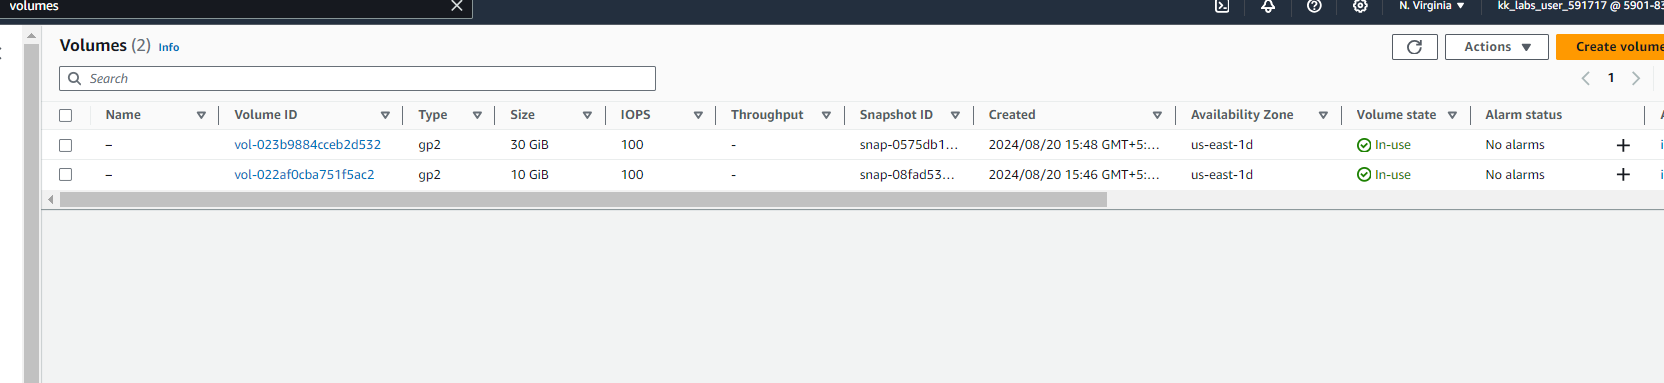 volumes
N. Virginia
kk_labs_user_591717 @ 5901-83
Volumes (2) Info
Actions
Create volume
Search
1
Name Volume ID Type Size IOPS Throughput Snapshot ID Created Availability Zone Volume state Alarm status
– vol-023b9884cceb2d532 gp2 30 GiB 100 - snap-0575db1... 2024/08/20 15:48 GMT+5:... us-east-1d In-use No alarms
– vol-022af0cba751f5ac2 gp2 10 GiB 100 - snap-08fad53... 2024/08/20 15:46 GMT+5:... us-east-1d In-use No alarms